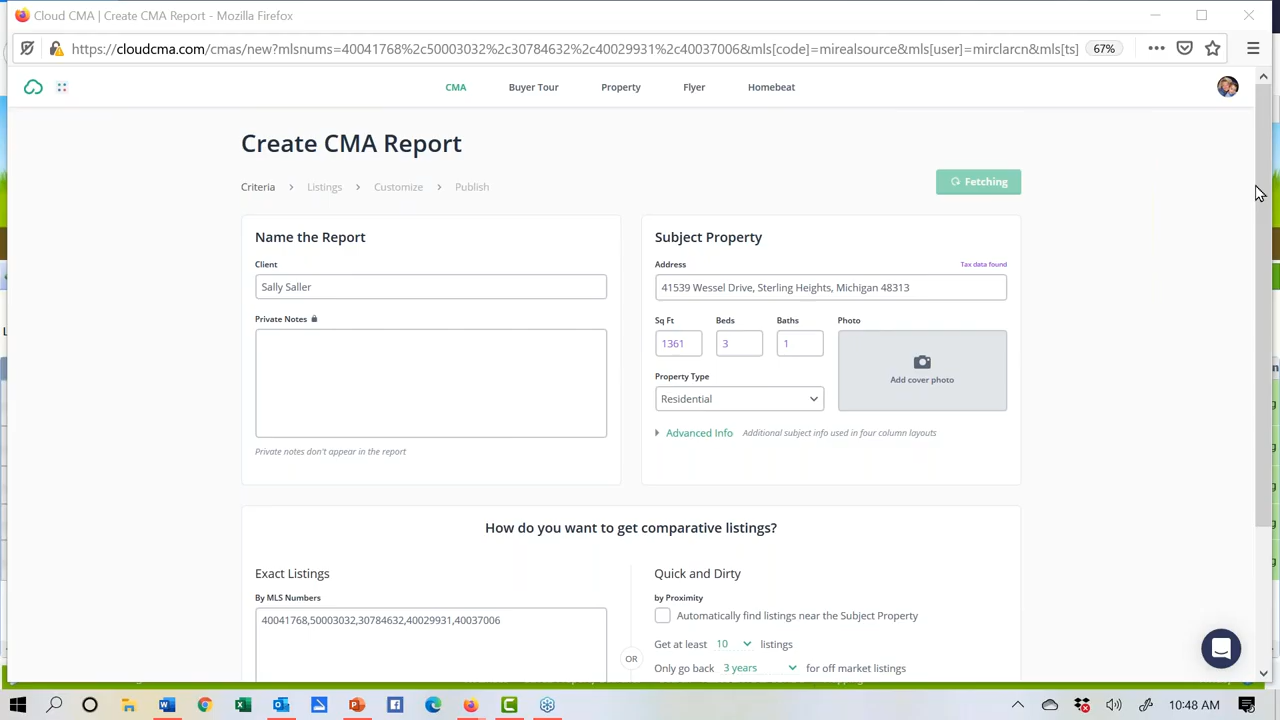 Cloud CMA | Create CMA Report - Mozilla Firefox
https://cloudcma.com/cmas/new?mlsnums=40041768%2c50003032%2c30784632%2c40029931%2c40037006&mls[code]=mirealsource&mls[user]=mirclarcn&mls[ts]
67%
CMA Buyer Tour Property Flyer Homebeat
Create CMA Report
Criteria > Listings > Customize > Publish
Fetching
Name the Report
Client
Sally Saller
Private Notes
Private notes don't appear in the report
Subject Property
Address Tax data found
41539 Wessel Drive, Sterling Heights, Michigan 48313
Sq Ft Beds Baths Photo
1361 3 1
Add cover photo
Property Type
Residential
Advanced Info Additional subject info used in four column layouts
How do you want to get comparative listings?
Exact Listings
By MLS Numbers
40041768,50003032,30784632,40029931,40037006
OR
Quick and Dirty
by Proximity
Automatically find listings near the Subject Property
Get at least 10 listings
Only go back 3 years for off market listings
10:48 AM